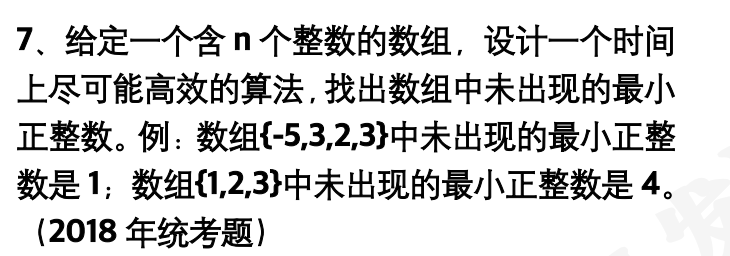 7、给定一个含 n 个整数的数组，设计一个时间
上尽可能高效的算法，找出数组中未出现的最小
正整数。例：数组{-5,3,2,3}中未出现的最小正整
数是 1；数组{1,2,3}中未出现的最小正整数是 4。
（2018 年统考题）